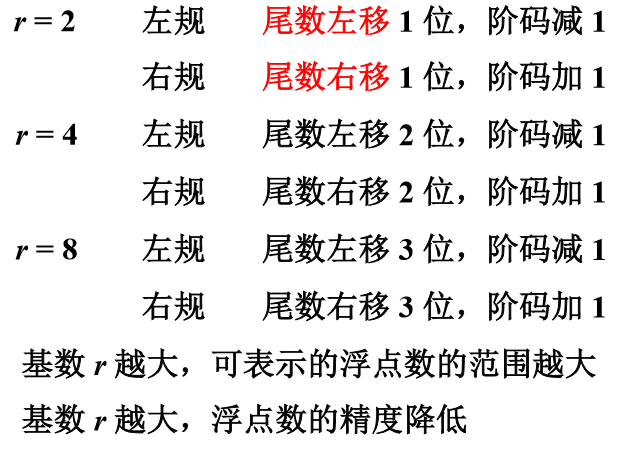 r = 2 左规 尾数左移 1 位，阶码减 1
右规 尾数右移 1 位，阶码加 1
r = 4 左规 尾数左移 2 位，阶码减 1
右规 尾数右移 2 位，阶码加 1
r = 8 左规 尾数左移 3 位，阶码减 1
右规 尾数右移 3 位，阶码加 1
基数 r 越大，可表示的浮点数的范围越大
基数 r 越大，浮点数的精度降低